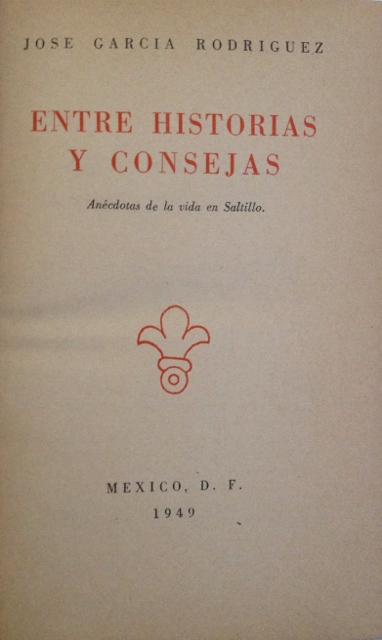 JOSE GARCIA RODRIGUEZ
ENTRE HISTORIAS
Y CONSEJAS
Anécdotas de la vida en Saltillo.
MEXICO, D. F.
1949